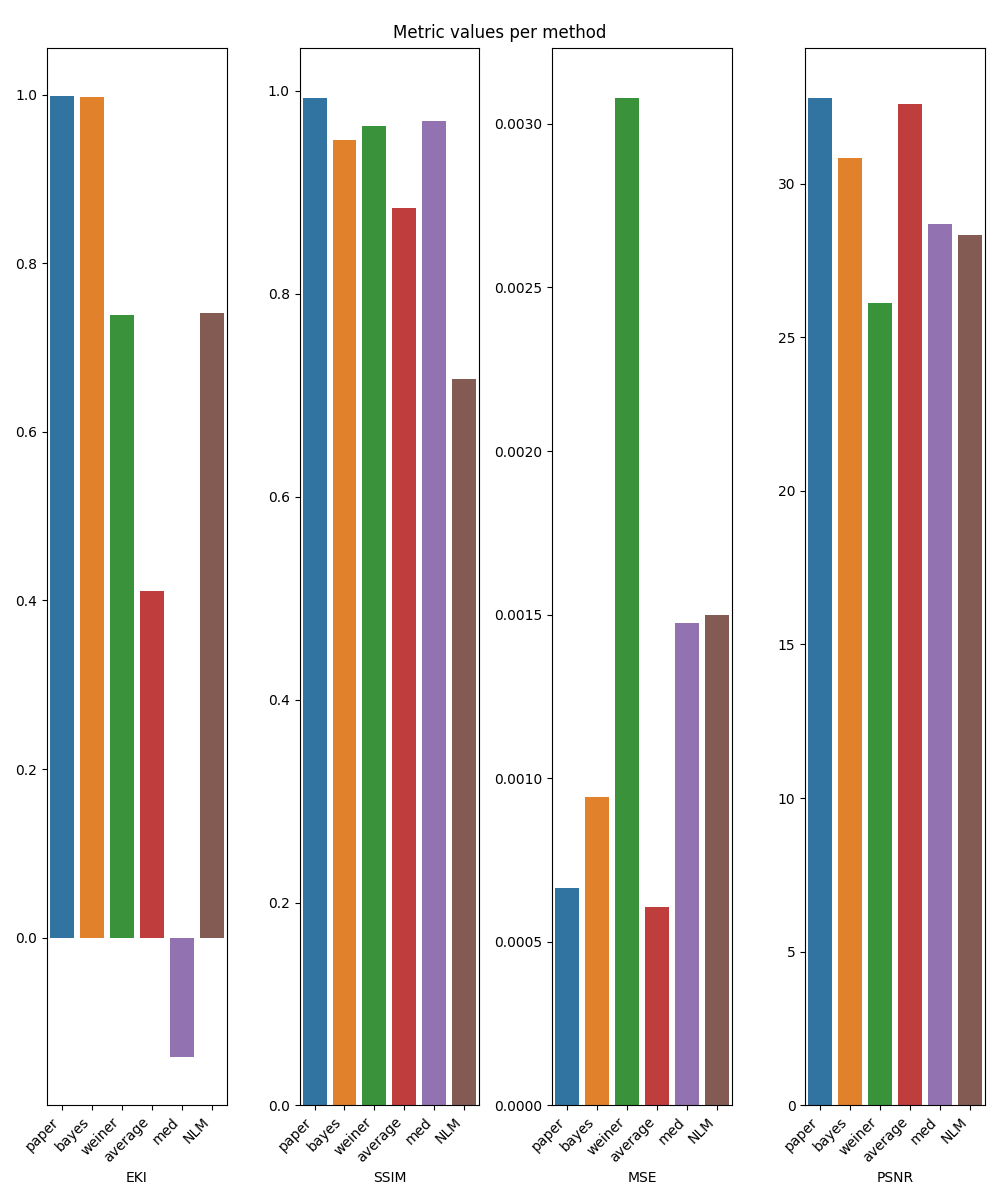 Metric values per method
1.0
0.8
0.6
0.4
0.2
0.0
paper
bayes
weiner
average
med
NLM
EKI
1.0
0.8
0.6
0.4
0.2
0.0
paper
bayes
weiner
average
med
NLM
SSIM
0.0030
0.0025
0.0020
0.0015
0.0010
0.0005
0.0000
paper
bayes
weiner
average
med
NLM
MSE
30
25
20
15
10
5
0
paper
bayes
weiner
average
med
NLM
PSNR